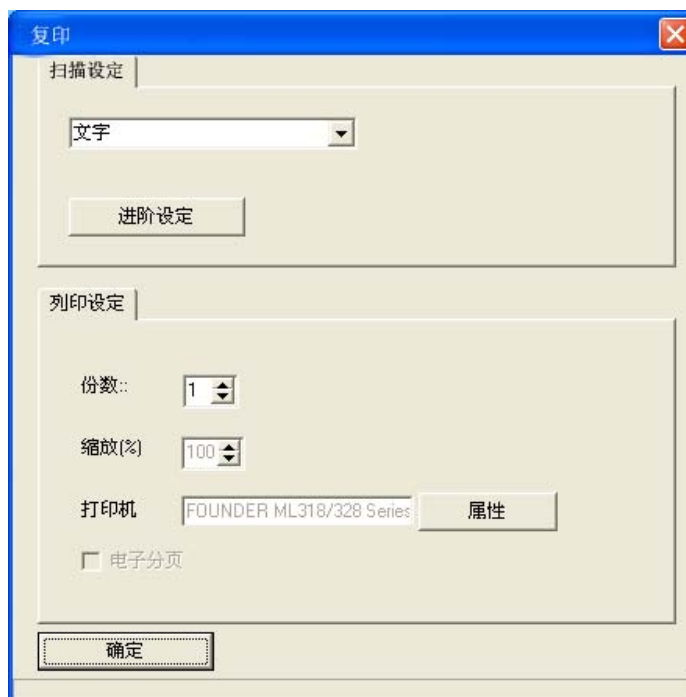 复印
扫描设定
文字
进阶设定
列印设定
份数::
1
缩放(%)
100
打印机
FOUNDER ML318/328 Series
属性
电子分页
确定